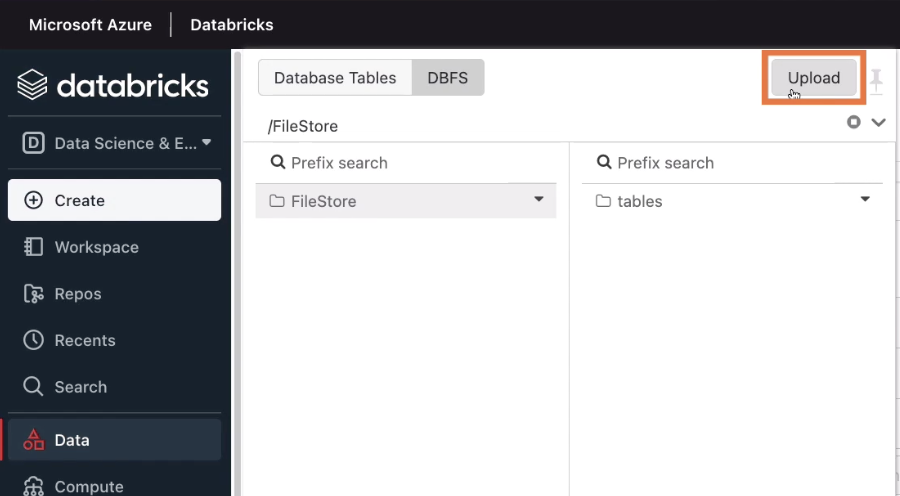 Microsoft Azure Databricks
databricks
Database Tables DBFS Upload
/FileStore
D Data Science & E...
Prefix search Prefix search
Create
FileStore tables
Workspace
Repos
Recents
Search
Data
Compute